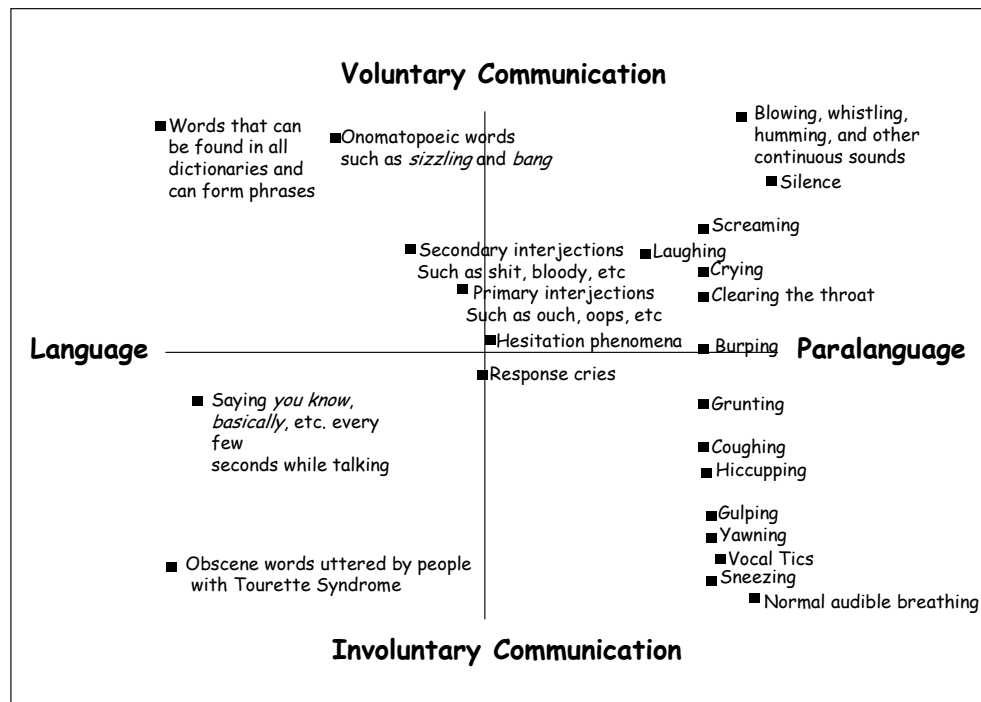 Voluntary Communication
Words that can
be found in all
dictionaries and
can form phrases
Onomatopoeic words
such as sizzling and bang
Blowing, whistling,
humming, and other
continuous sounds
Silence
Screaming
Secondary interjections
Such as shit, bloody, etc
Laughing
Crying
Primary interjections
Such as ouch, oops, etc
Clearing the throat
Hesitation phenomena
Language
Burping
Paralanguage
Response cries
Saying you know,
basically, etc. every
few
seconds while talking
Grunting
Coughing
Hiccupping
Gulping
Yawning
Vocal Tics
Obscene words uttered by people
with Tourette Syndrome
Sneezing
Normal audible breathing
Involuntary Communication